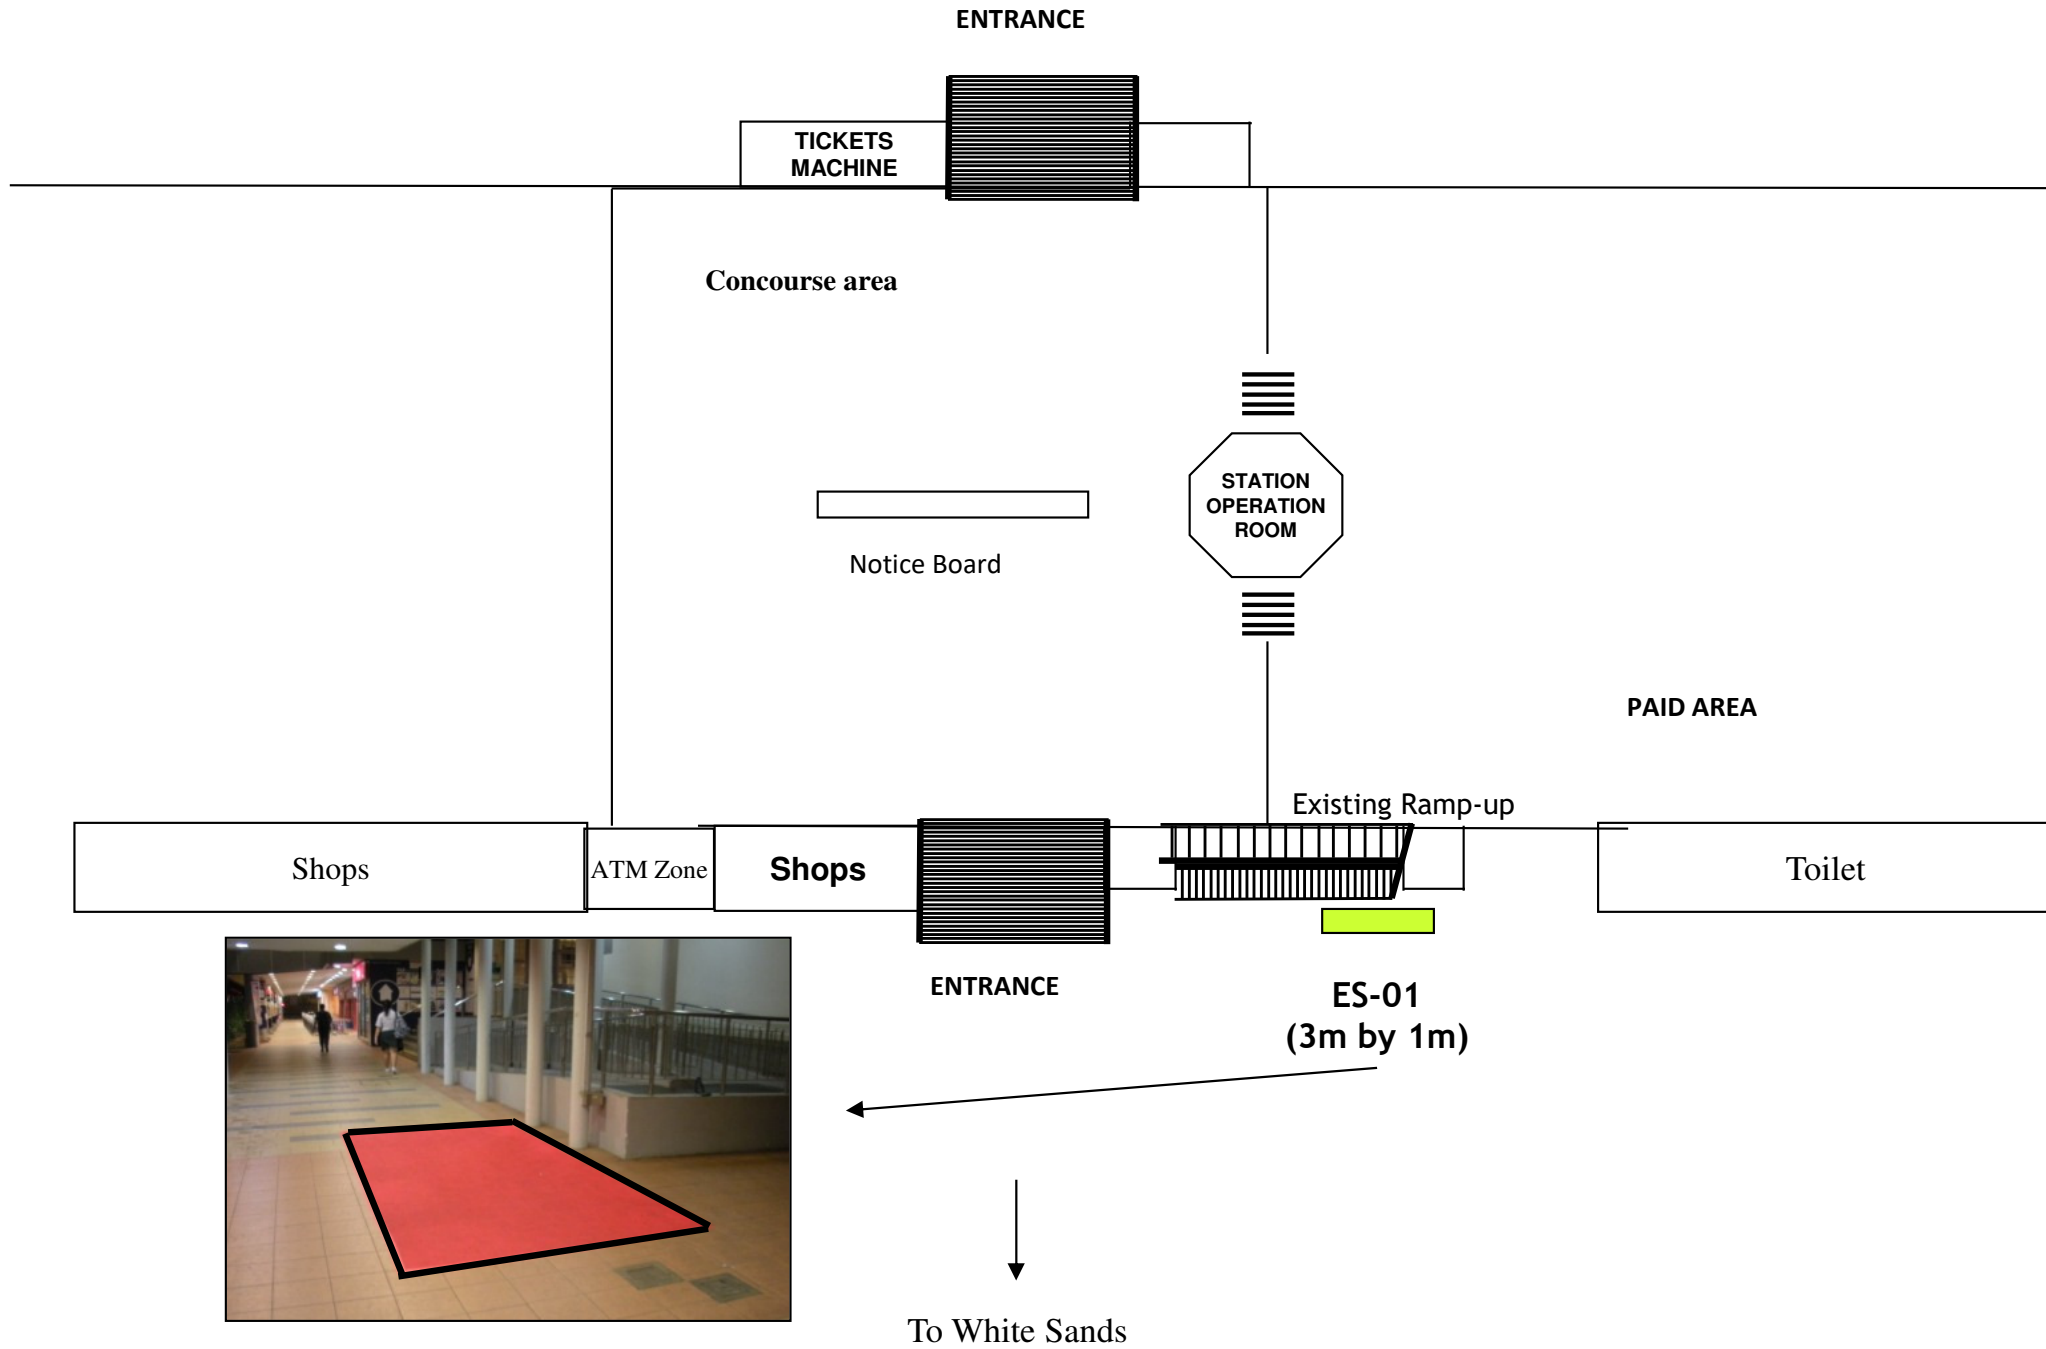 ENTRANCE
TICKETS
MACHINE
Concourse area
STATION
OPERATION
ROOM
Notice Board
PAID AREA
Existing Ramp-up
Shops
ATM Zone
Shops
Toilet
ENTRANCE
ES-01
(3m by 1m)
To White Sands